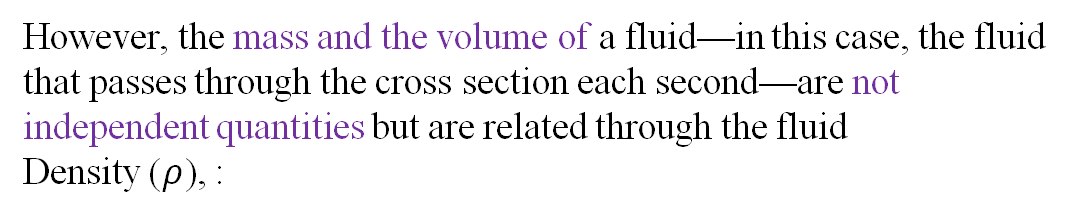 However, the mass and the volume of a fluid—in this case, the fluid
that passes through the cross section each second—are not
independent quantities but are related through the fluid
Density (ρ), :